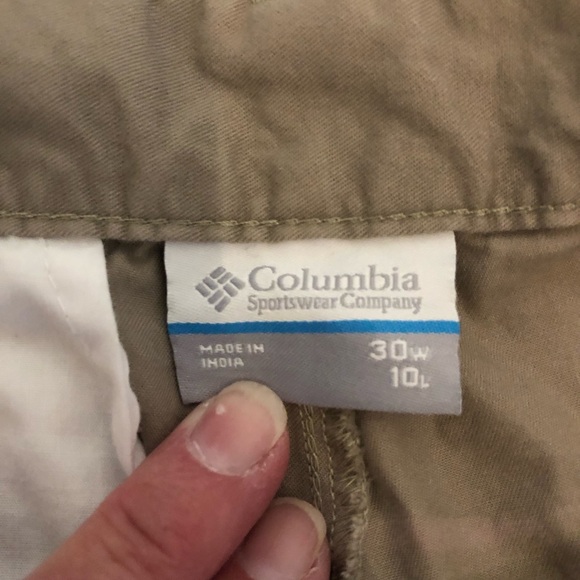 Columbia
Sportswear Company
MADE IN
INDIA
30W
10L